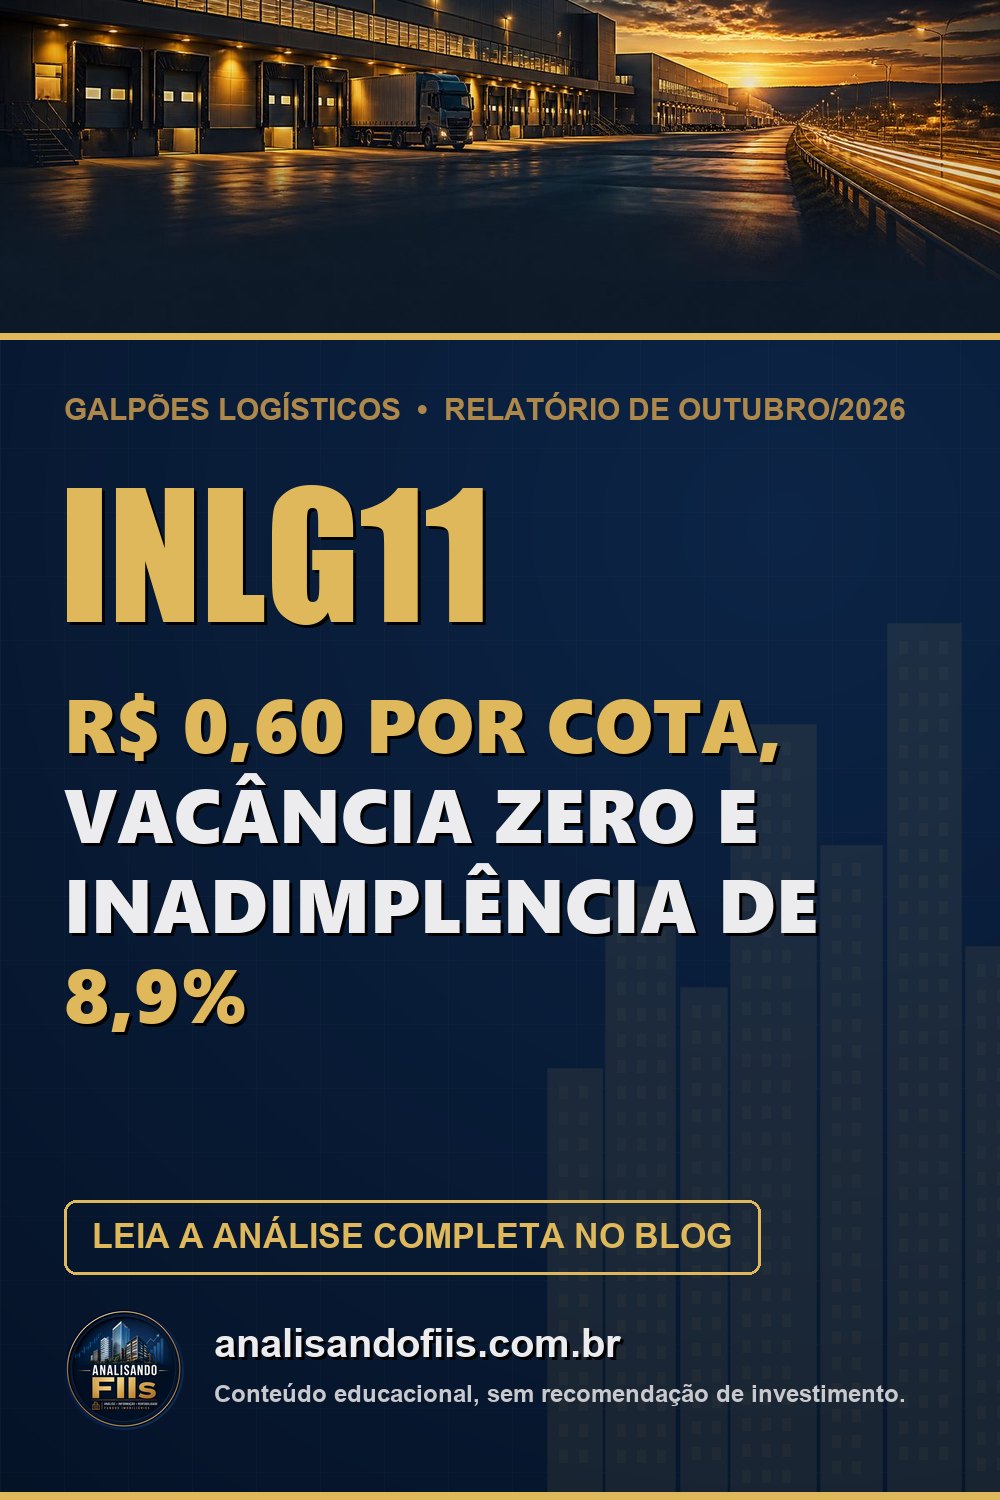 GALPÕES LOGÍSTICOS • RELATÓRIO DE OUTUBRO/2026
INLG11
R$ 0,60 POR COTA,
VACÂNCIA ZERO E
INADIMPLÊNCIA DE
8,9%
LEIA A ANÁLISE COMPLETA NO BLOG
ANALISANDO
FIIs
analisandofiis.com.br
Conteúdo educacional, sem recomendação de investimento.